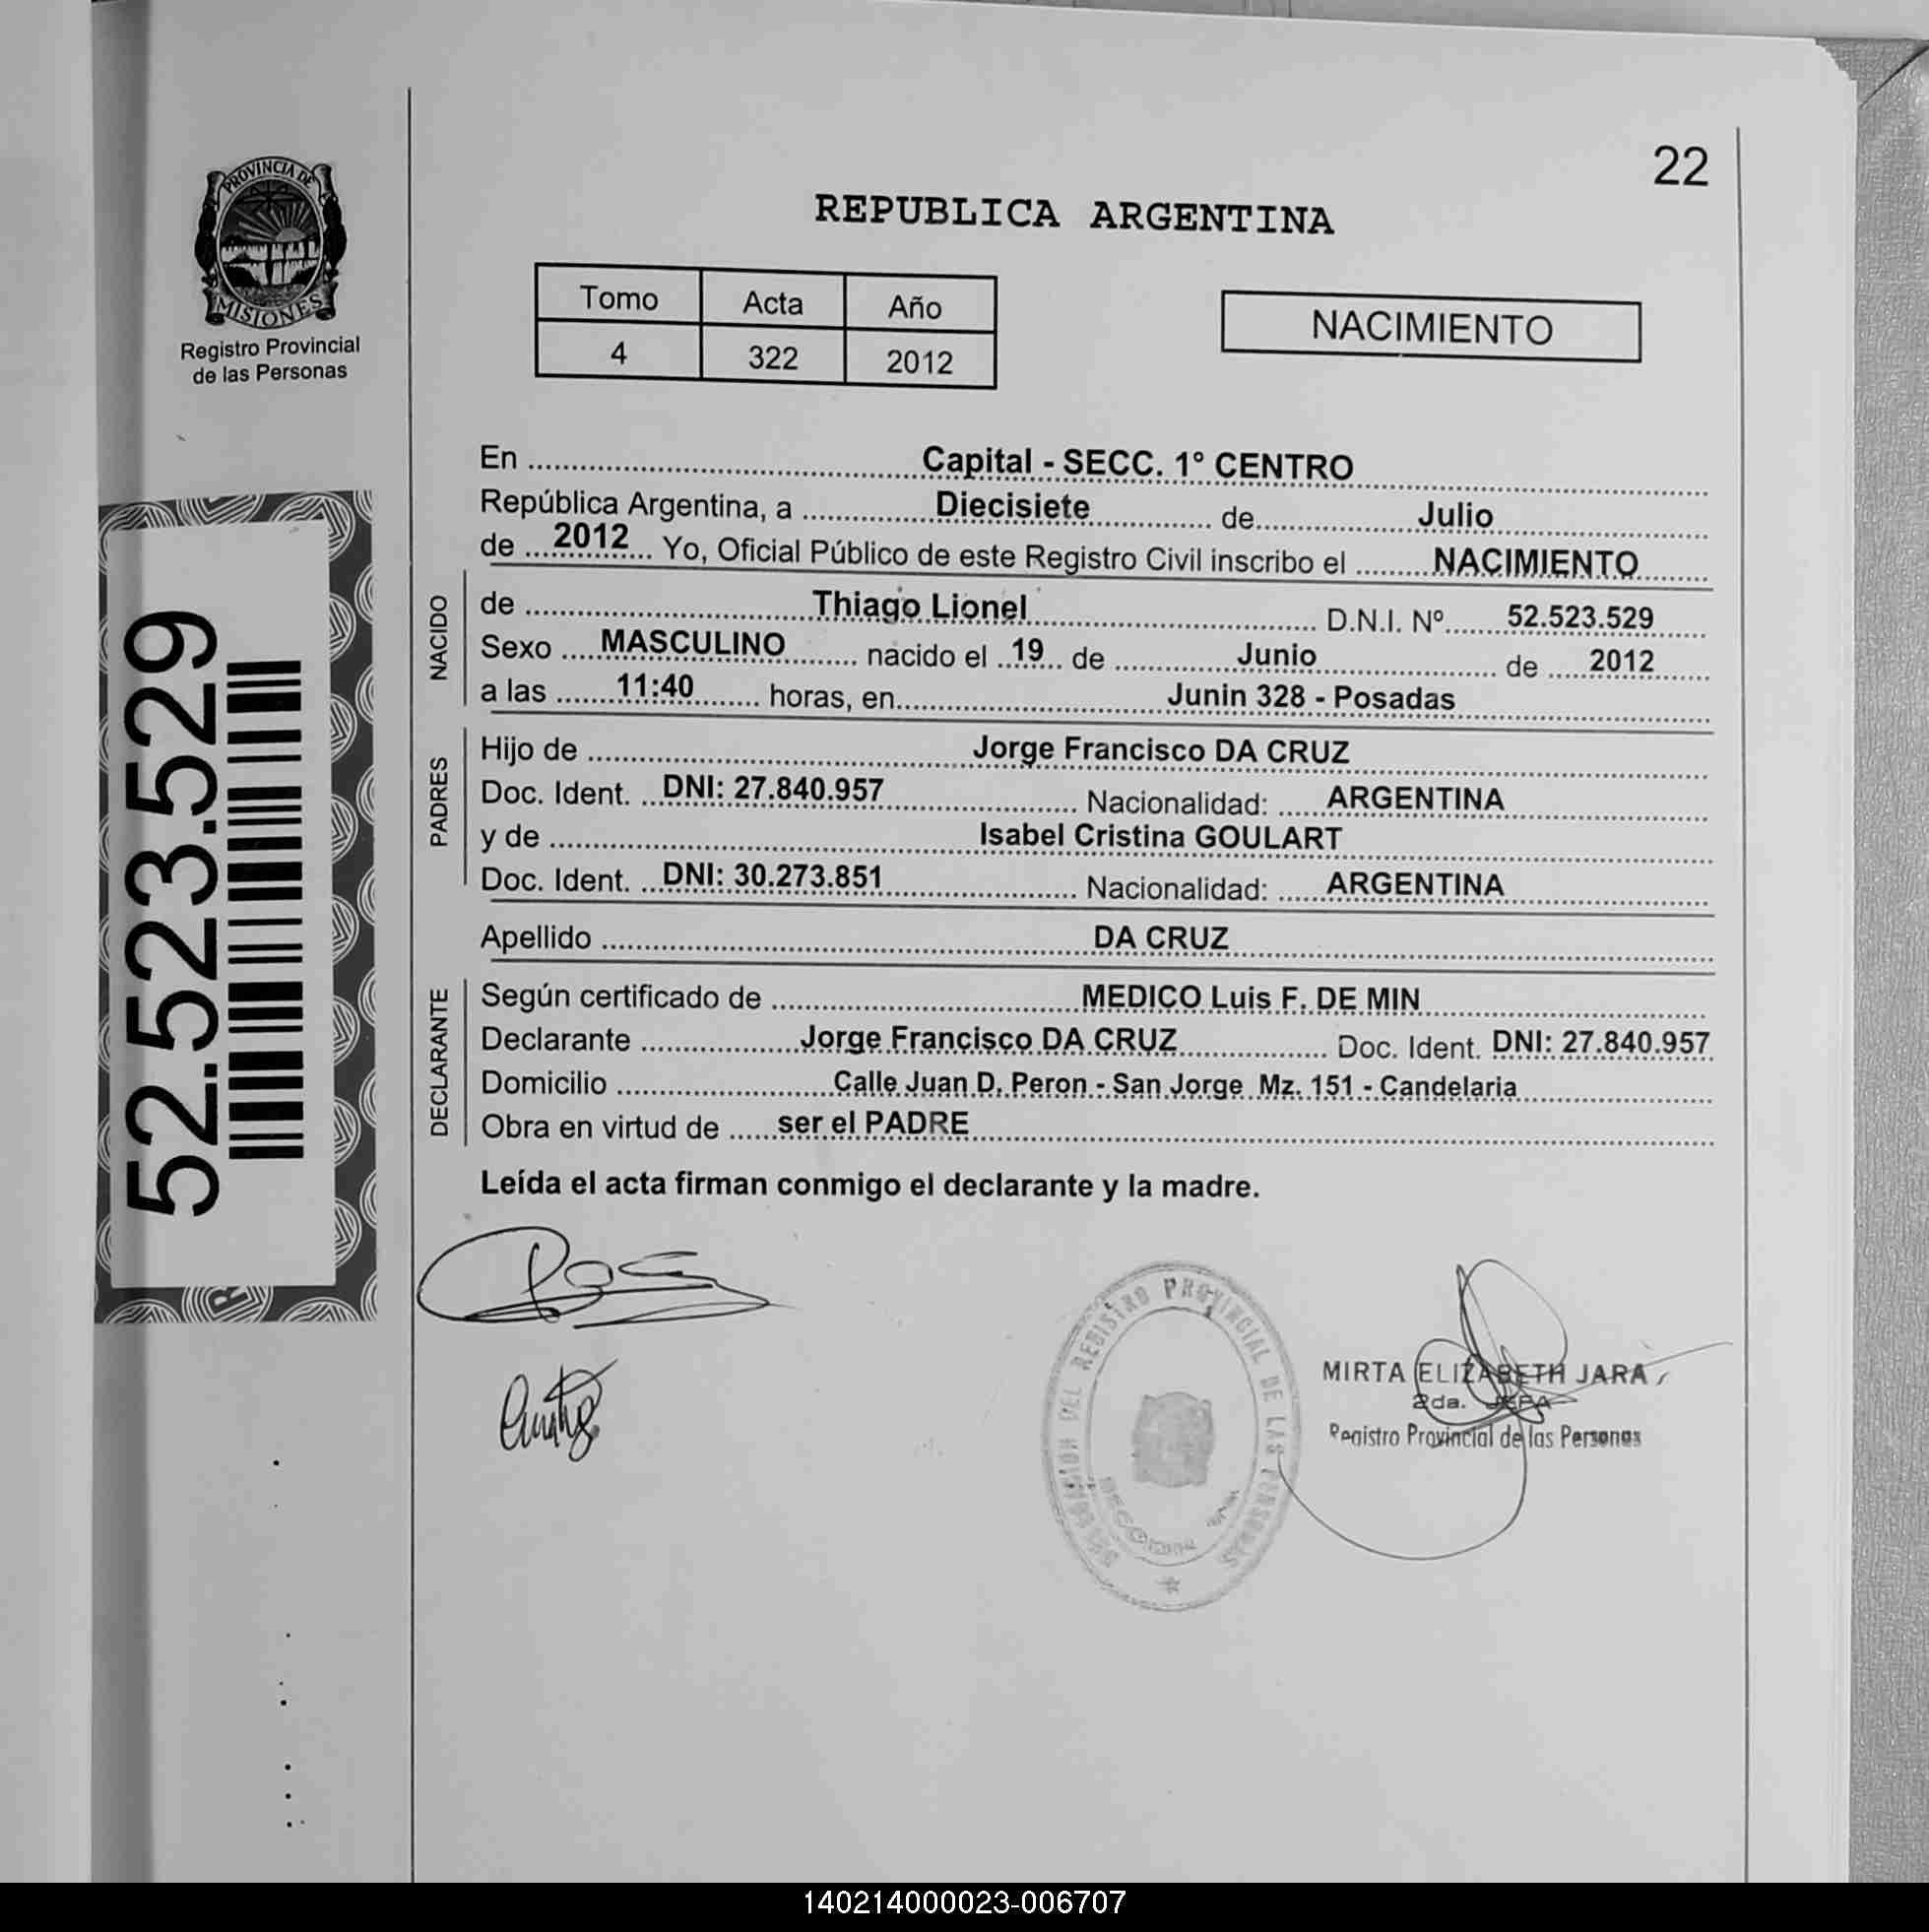 22
PROVINCIA DE
MISIONES
Registro Provincial
de las Personas
REPUBLICA ARGENTINA
Tomo Acta Año
4 322 2012
NACIMIENTO
En Capital - SECC. 1° CENTRO
República Argentina, a Diecisiete de Julio
de 2012 Yo, Oficial Público de este Registro Civil inscribo el NACIMIENTO
NACIDO
de Thiago Lionel D.N.I. Nº 52.523.529
Sexo MASCULINO nacido el 19 de Junio de 2012
a las 11:40 horas, en Junin 328 - Posadas
PADRES
Hijo de Jorge Francisco DA CRUZ
Doc. Ident. DNI: 27.840.957 Nacionalidad: ARGENTINA
y de Isabel Cristina GOULART
Doc. Ident. DNI: 30.273.851 Nacionalidad: ARGENTINA
Apellido DA CRUZ
DECLARANTE
Según certificado de MEDICO Luis F. DE MIN
Declarante Jorge Francisco DA CRUZ Doc. Ident. DNI: 27.840.957
Domicilio Calle Juan D. Peron - San Jorge Mz. 151 - Candelaria
Obra en virtud de ser el PADRE
Leída el acta firman conmigo el declarante y la madre.
52.523.529
DEL REGISTRO PROVINCIAL DE LAS PERSONAS
MIRTA ELIZABETH JARA
2da. JEFA
Registro Provincial de las Personas
140214000023-006707